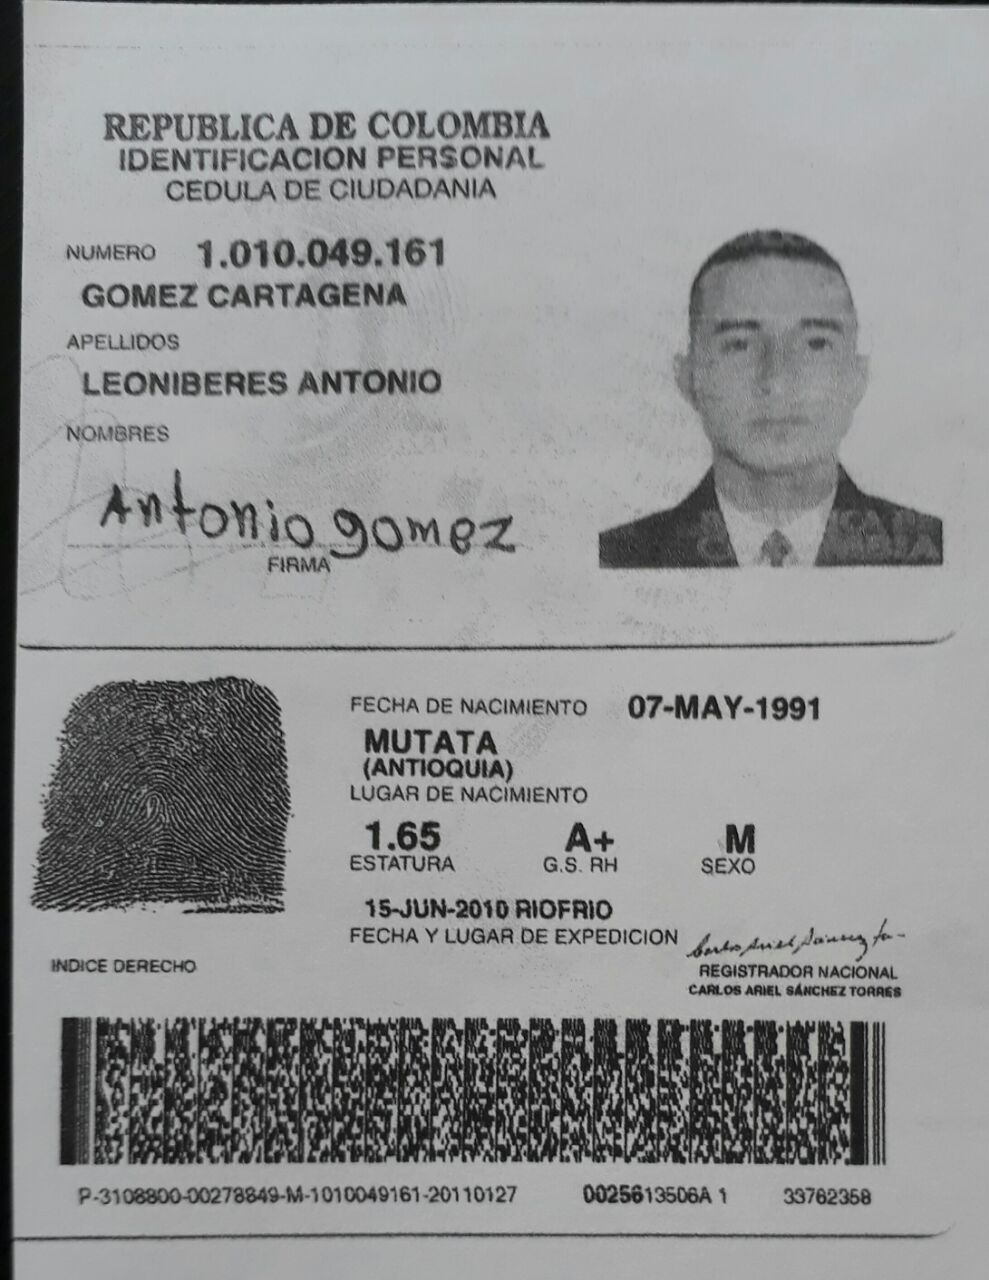 REPUBLICA DE COLOMBIA
IDENTIFICACION PERSONAL
CEDULA DE CIUDADANIA
NUMERO 1.010.049.161
GOMEZ CARTAGENA
APELLIDOS
LEONIBERES ANTONIO
NOMBRES
Antonio gomez
FIRMA
FECHA DE NACIMIENTO 07-MAY-1991
MUTATA
(ANTIOQUIA)
LUGAR DE NACIMIENTO
1.65 A+ M
ESTATURA G.S. RH SEXO
15-JUN-2010 RIOFRIO
FECHA Y LUGAR DE EXPEDICION
INDICE DERECHO
REGISTRADOR NACIONAL
CARLOS ARIEL SÁNCHEZ TORRES
P-3108800-00278849-M-1010049161-20110127 0025613506A 1 33762358